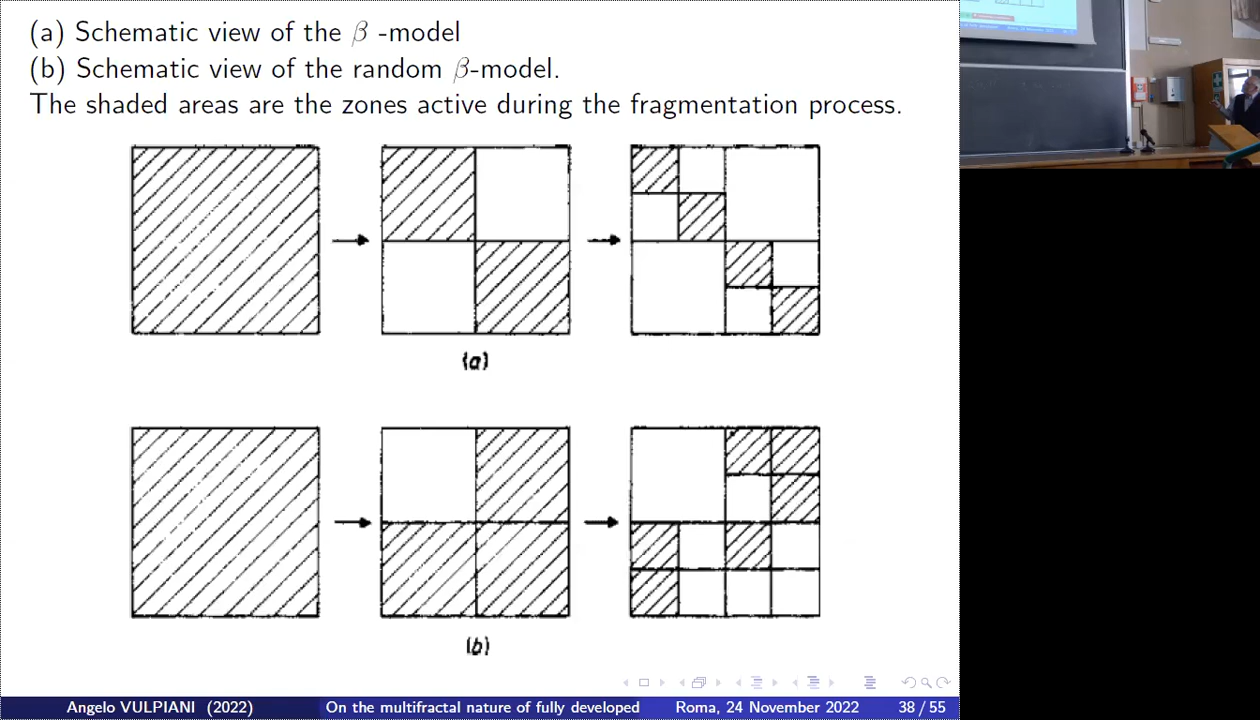 (a) Schematic view of the β -model
(b) Schematic view of the random β-model.
The shaded areas are the zones active during the fragmentation process.
(a)
(b)
Angelo VULPIANI (2022) On the multifractal nature of fully developed Roma, 24 November 2022 38 / 55